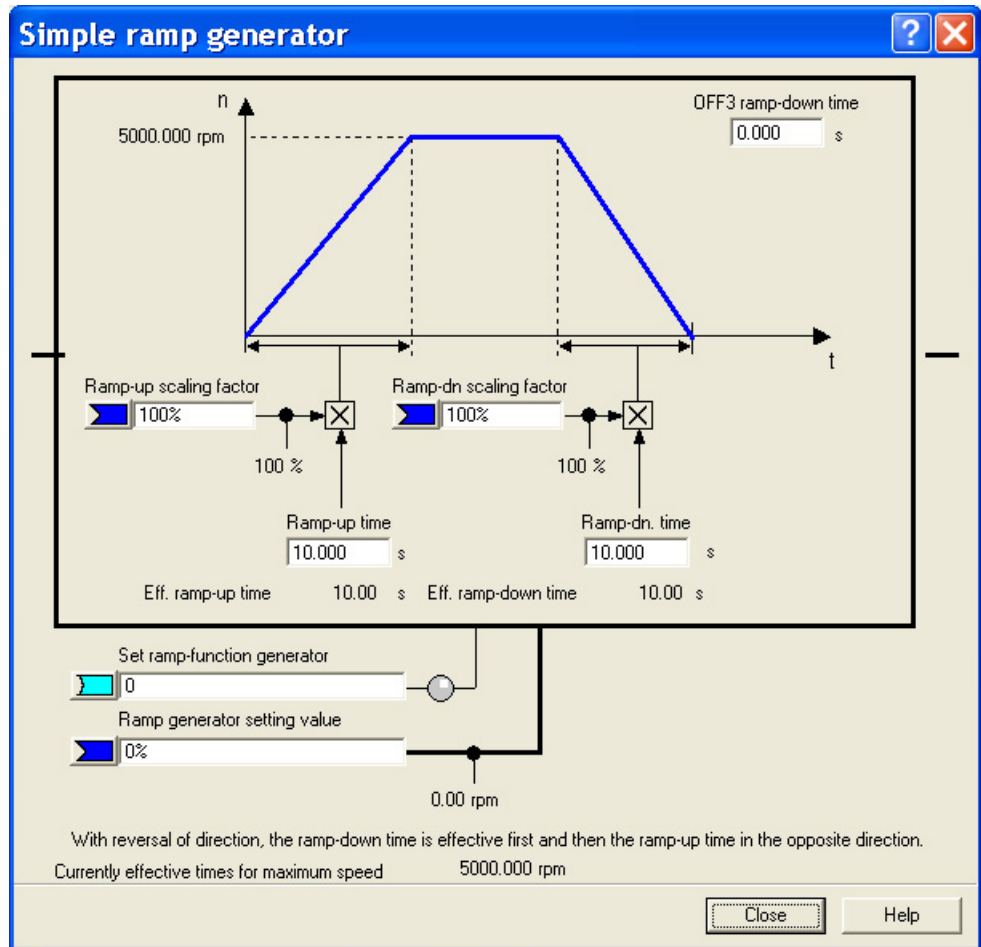 Simple ramp generator
n
OFF3 ramp-down time
5000.000 rpm
0.000 s
t
Ramp-up scaling factor
Ramp-dn scaling factor
100%
100%
100 %
100 %
Ramp-up time
Ramp-dn. time
10.000 s
10.000 s
Eff. ramp-up time 10.00 s Eff. ramp-down time 10.00 s
Set ramp-function generator
0
Ramp generator setting value
0%
0.00 rpm
With reversal of direction, the ramp-down time is effective first and then the ramp-up time in the opposite direction.
Currently effective times for maximum speed 5000.000 rpm
Close Help